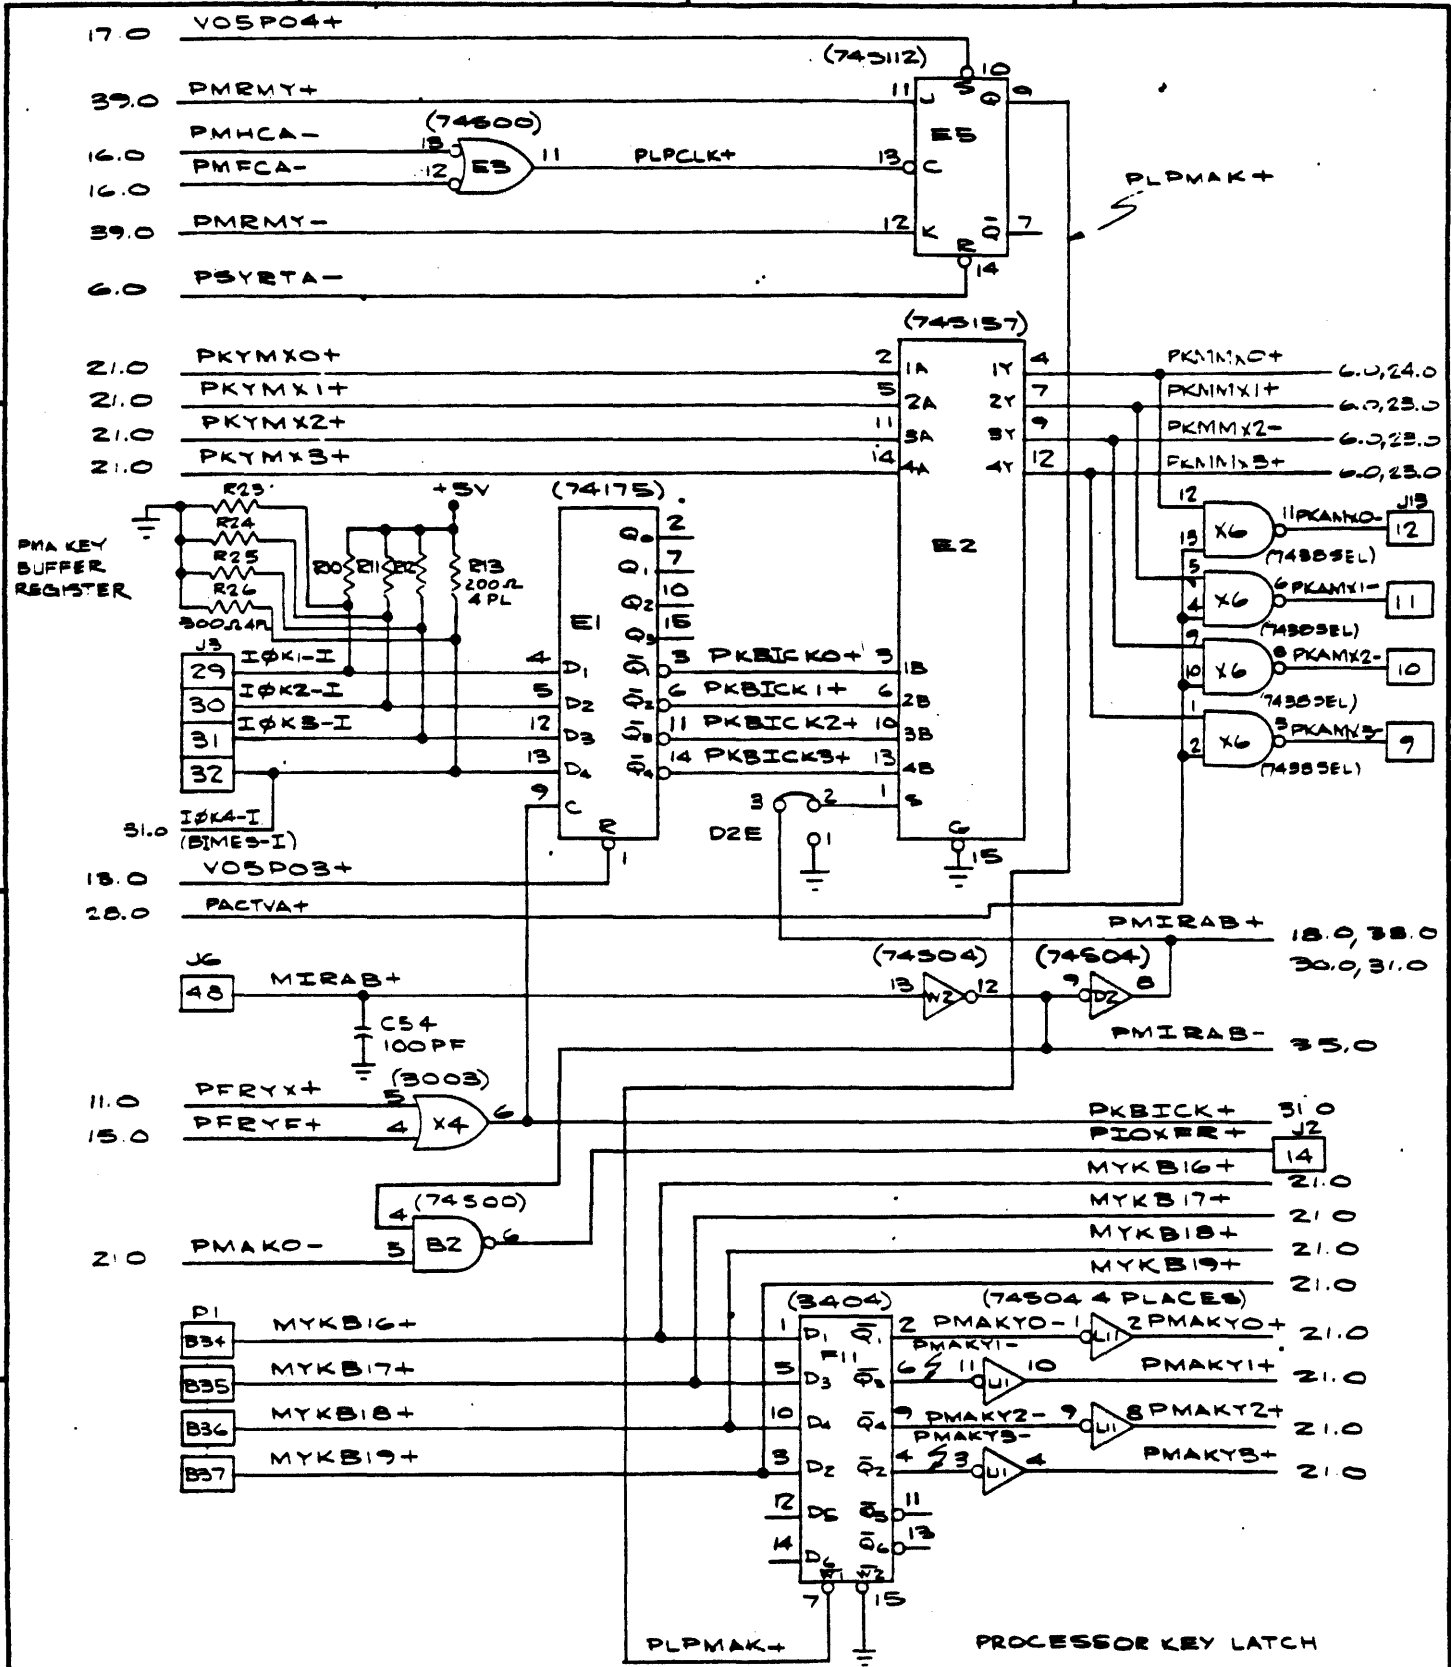 17.0 V05P04+
(74S112)
10
39.0 PMRMY+ 11 J S Q 9
E5
(74S00)
16.0 PMHCA- 13
E3 11 PLPCLK+ 13 C
16.0 PMFCA- 12
PLPMAK+
39.0 PMRMY- 12 K Q 7
R
14
6.0 PSYRTA-
(74S157)
21.0 PKYMX0+ 2 1A 1Y 4 PKMMX0+ 6.0,24.0
21.0 PKYMX1+ 5 2A 2Y 7 PKMMX1+ 6.0,23.0
21.0 PKYMX2+ 11 3A 3Y 9 PKMMX2- 6.0,23.0
21.0 PKYMX3+ 14 4A 4Y 12 PKMMX3+ 6.0,23.0
E2
PMA KEY
BUFFER
REGISTER
R23
R24
R25
R26
300Ω4PL
+5V
R10 R11 R12 R13
200Ω
4 PL
(74175)
E1
Q0 2
Q1 7
Q2 10
Q3 15
12 X6 11 PKAMX0- J13 12
13 (7438SEL)
5 X6 6 PKAMX1- 11
4 (7438SEL)
9 X6 8 PKAMX2- 10
10 (7438SEL)
1 X6 3 PKAMX3- 9
2 (7438SEL)
J3
29 IØK1-I 4 D1 Q1 3 PKBICK0+ 3 1B
30 IØK2-I 5 D2 Q2 6 PKBICK1+ 6 2B
31 IØK3-I 12 D3 Q3 11 PKBICK2+ 10 3B
32 13 D4 Q4 14 PKBICK3+ 13 4B
9 C
31.0 IØK4-I
(BIMES-I)
R 1
3 2 1 S
D2E 1
G 15
18.0 V05P03+
28.0 PACTVA+
PMIRAB+ 18.0, 38.0
30.0, 31.0
J6
48 MIRAB+
(74S04) (74S04)
13 W2 12 9 D2 8
C54
100PF
PMIRAB- 35.0
(3003)
11.0 PFRYX+ 5
X4 6 PKBICK+ 31.0
15.0 PFRYF+ 4
PIOXFER+ J2 14
MYKB16+ 21.0
MYKB17+ 21.0
MYKB18+ 21.0
MYKB19+ 21.0
(74S00)
4
B2 6
21.0 PMAK0- 5
(3404) (74S04 4 PLACES)
P1
B34 MYKB16+ 1 D1 Q1 2 PMAKY0- 1 U1 2 PMAKY0+ 21.0
F11
B35 MYKB17+ 5 D3 Q3 6 PMAKY1- 11 U1 10 PMAKY1+ 21.0
B36 MYKB18+ 10 D4 Q4 9 PMAKY2- 9 U1 8 PMAKY2+ 21.0
B37 MYKB19+ 3 D2 Q2 4 PMAKY3- 3 U1 4 PMAKY3+ 21.0
12 D5 Q5 11
14 D6 Q6 13
W1 W2
7 15
PLPMAK+
PROCESSOR KEY LATCH